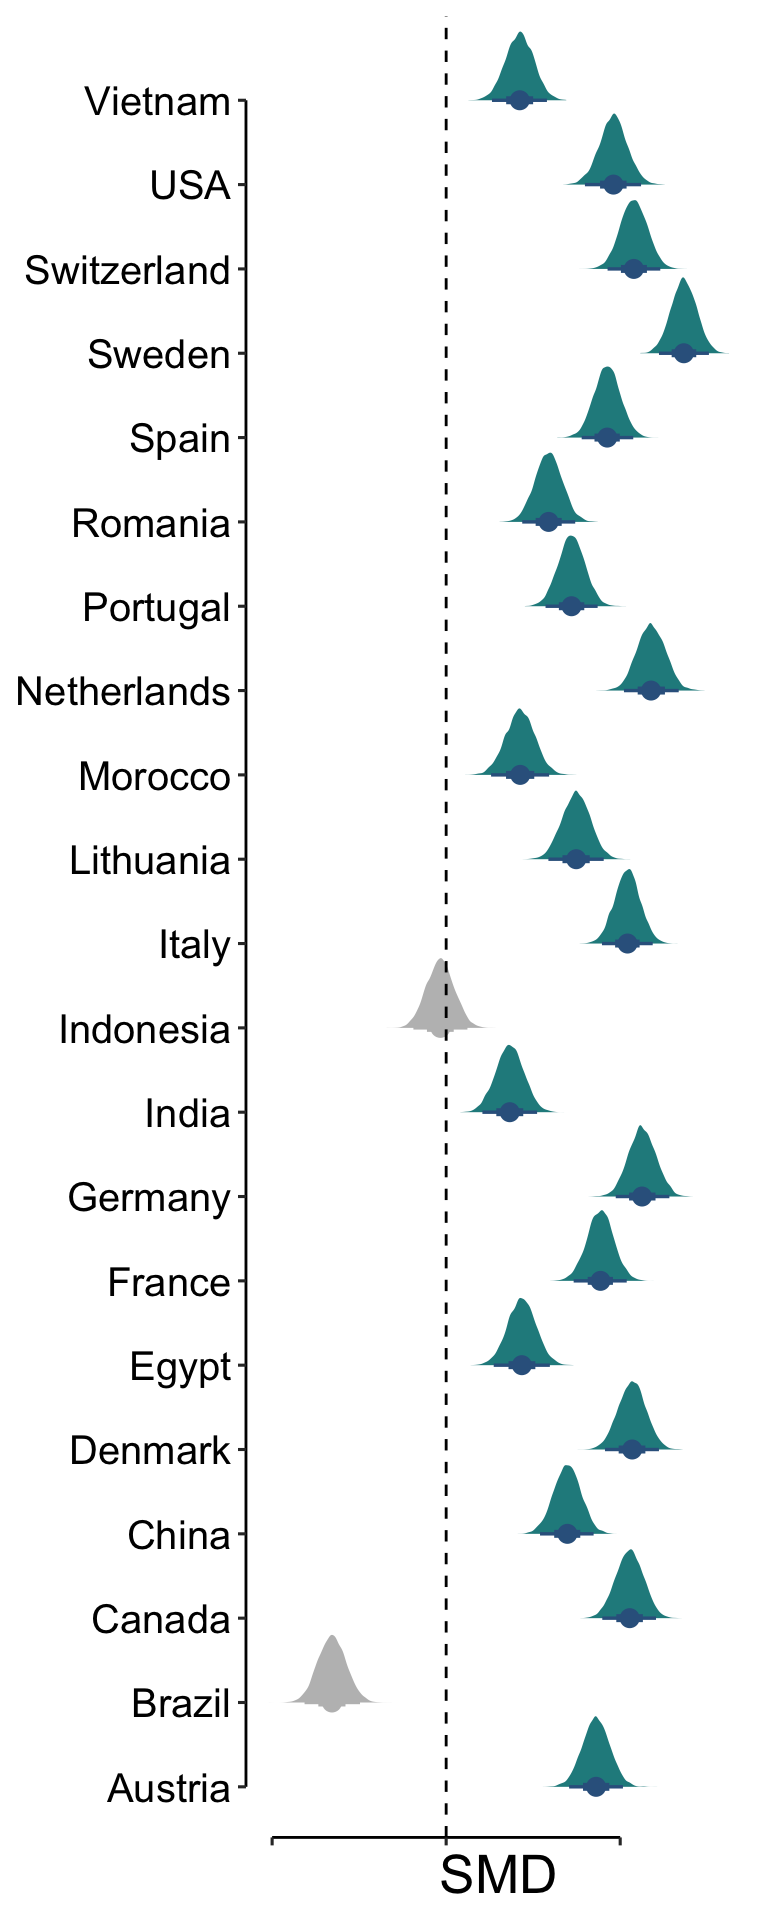 Vietnam
USA
Switzerland
Sweden
Spain
Romania
Portugal
Netherlands
Morocco
Lithuania
Italy
Indonesia
India
Germany
France
Egypt
Denmark
China
Canada
Brazil
Austria
SMD